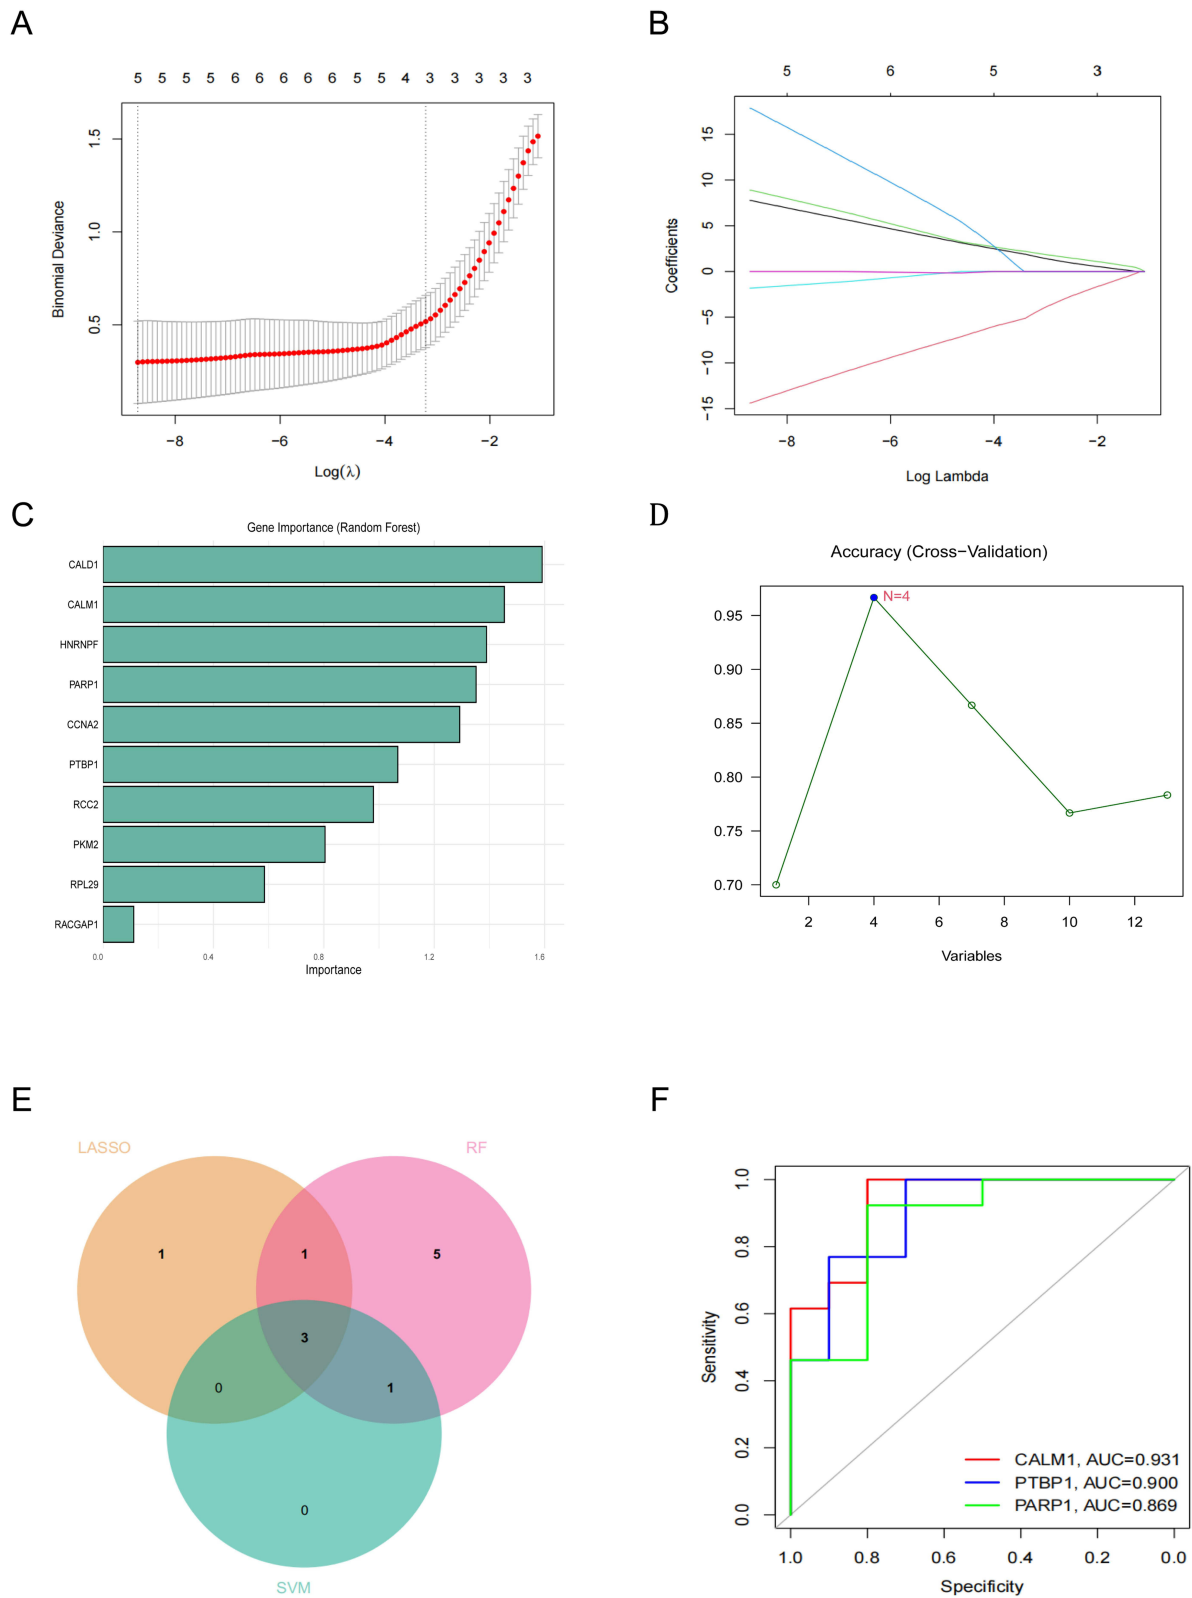 A
5 5 5 5 6 6 6 6 6 5 5 4 3 3 3 3 3
1.5
1.0
0.5
Binomial Deviance
−8 −6 −4 −2
Log(λ)
B
5 6 5 3
15
10
5
0
−5
−10
−15
Coefficients
−8 −6 −4 −2
Log Lambda
C
Gene Importance (Random Forest)
CALD1
CALM1
HNRNPF
PARP1
CCNA2
PTBP1
RCC2
PKM2
RPL29
RACGAP1
0.0 0.4 0.8 1.2 1.6
Importance
D
Accuracy (Cross−Validation)
N=4
0.95
0.90
0.85
0.80
0.75
0.70
2 4 6 8 10 12
Variables
E
LASSO RF
1 1 5
3
0 1
0
SVM
F
1.0
0.8
0.6
0.4
0.2
0.0
Sensitivity
CALM1, AUC=0.931
PTBP1, AUC=0.900
PARP1, AUC=0.869
1.0 0.8 0.6 0.4 0.2 0.0
Specificity